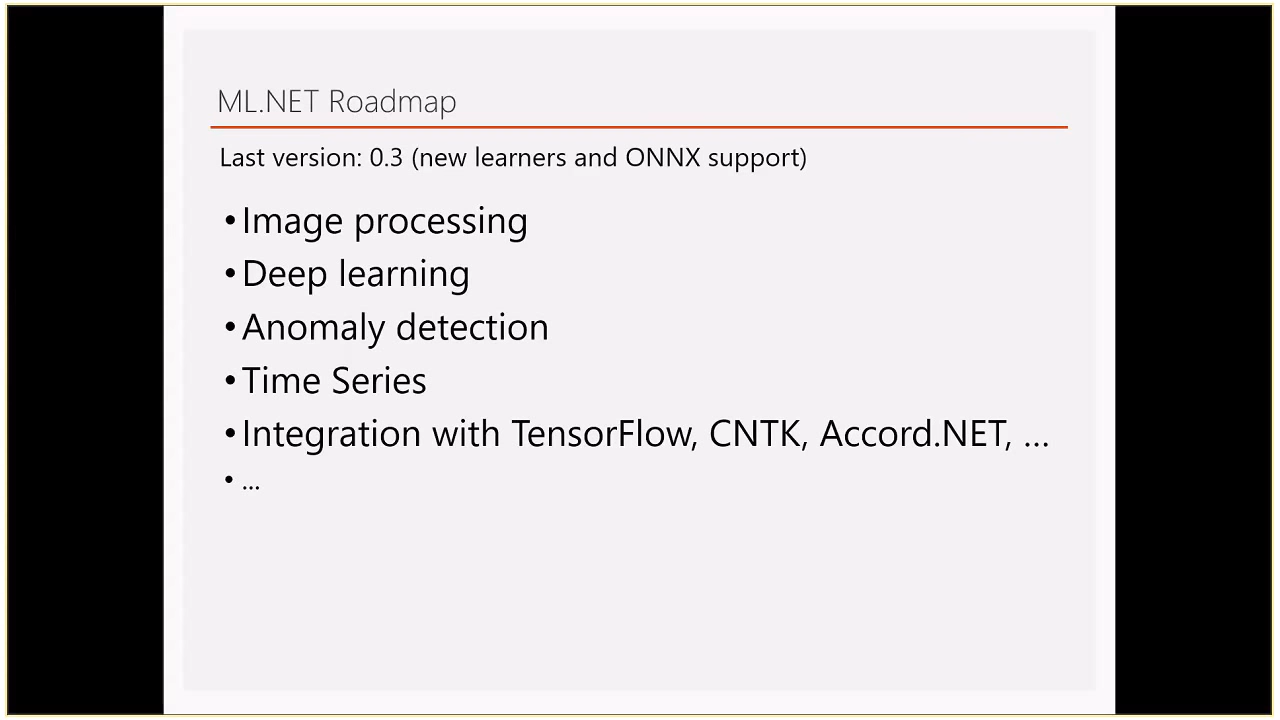 ML.NET Roadmap
Last version: 0.3 (new learners and ONNX support)
•Image processing
•Deep learning
•Anomaly detection
•Time Series
•Integration with TensorFlow, CNTK, Accord.NET, ...
•...